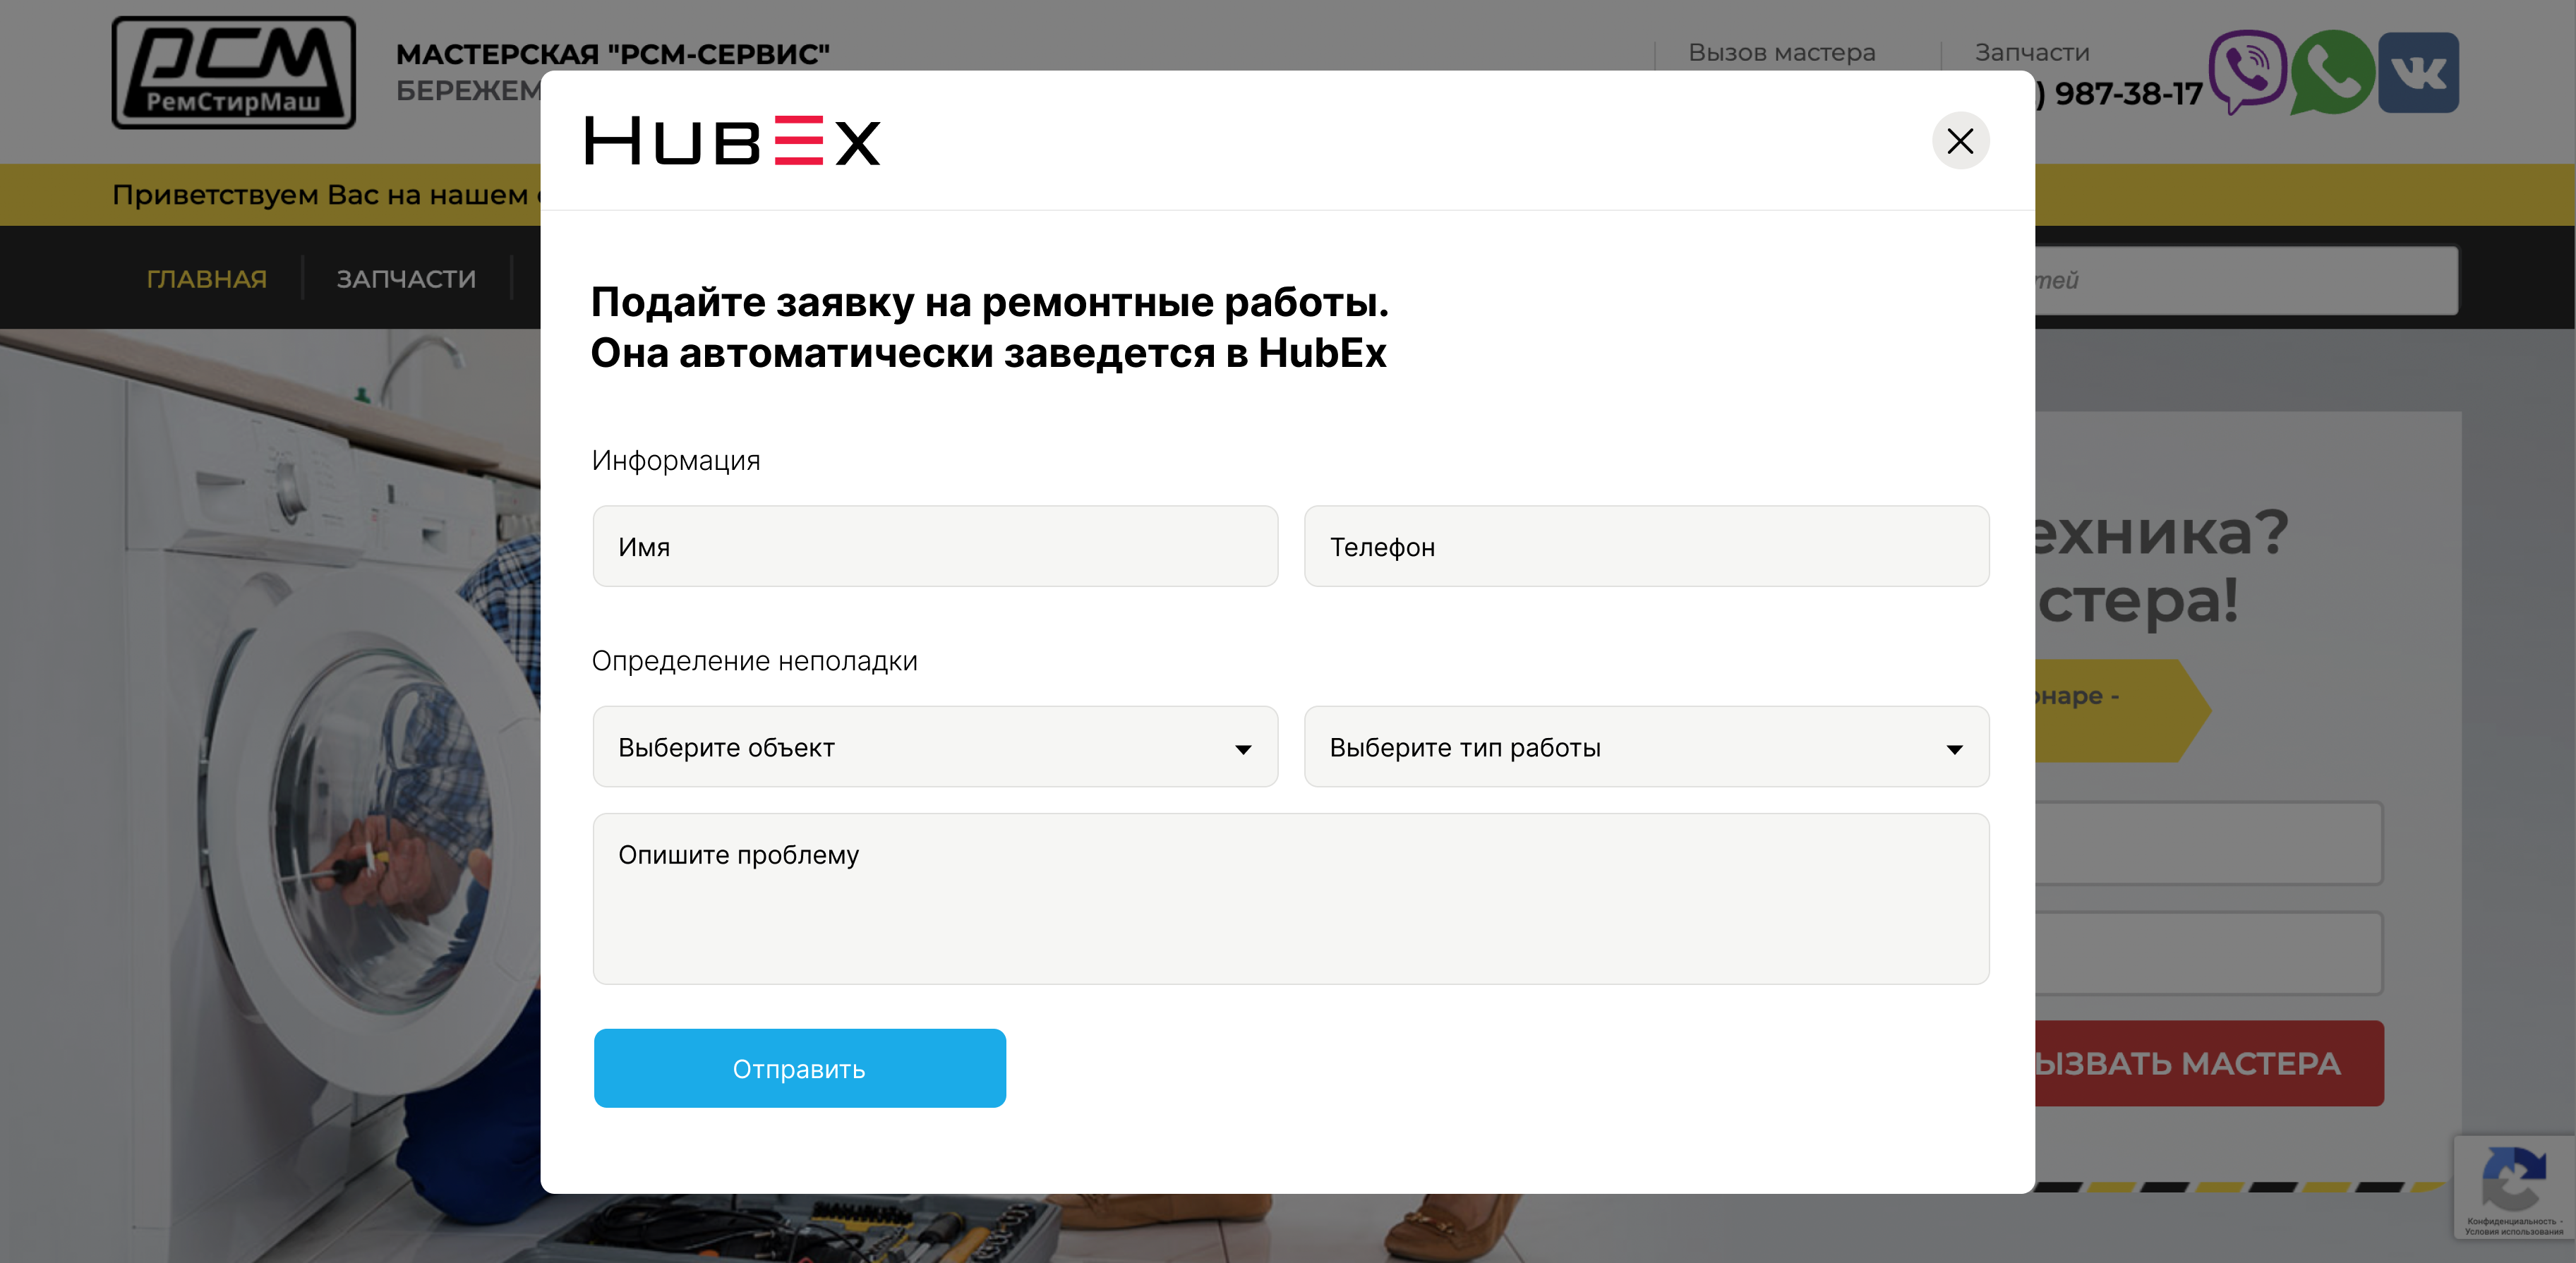 РСМ
РемСтирМаш
МАСТЕРСКАЯ "РСМ-СЕРВИС"
БЕРЕЖЕМ
Вызов мастера
Запчасти
) 987-38-17
Приветствуем Вас на нашем
ГЛАВНАЯ
ЗАПЧАСТИ
HUBEX
Подайте заявку на ремонтные работы.
Она автоматически заведется в HubEx
Информация
Имя
Телефон
Определение неполадки
Выберите объект
Выберите тип работы
Опишите проблему
Отправить
ехника?
стера!
наре -
ЫЗВАТЬ МАСТЕРА
Конфиденциальность -
Условия использования